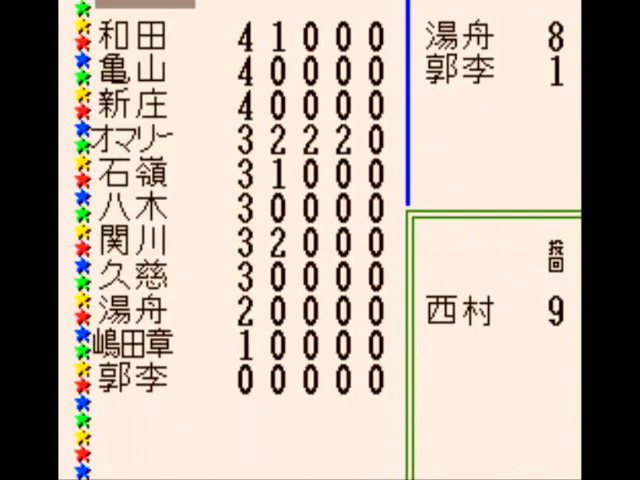 和田 4 1 0 0 0
亀山 4 0 0 0 0
新庄 4 0 0 0 0
オマリー 3 2 2 2 0
石嶺 3 1 0 0 0
八木 3 0 0 0 0
関川 3 2 0 0 0
久慈 3 0 0 0 0
湯舟 2 0 0 0 0
嶋田章 1 0 0 0 0
郭李 0 0 0 0 0
湯舟 8
郭李 1
投回
西村 9